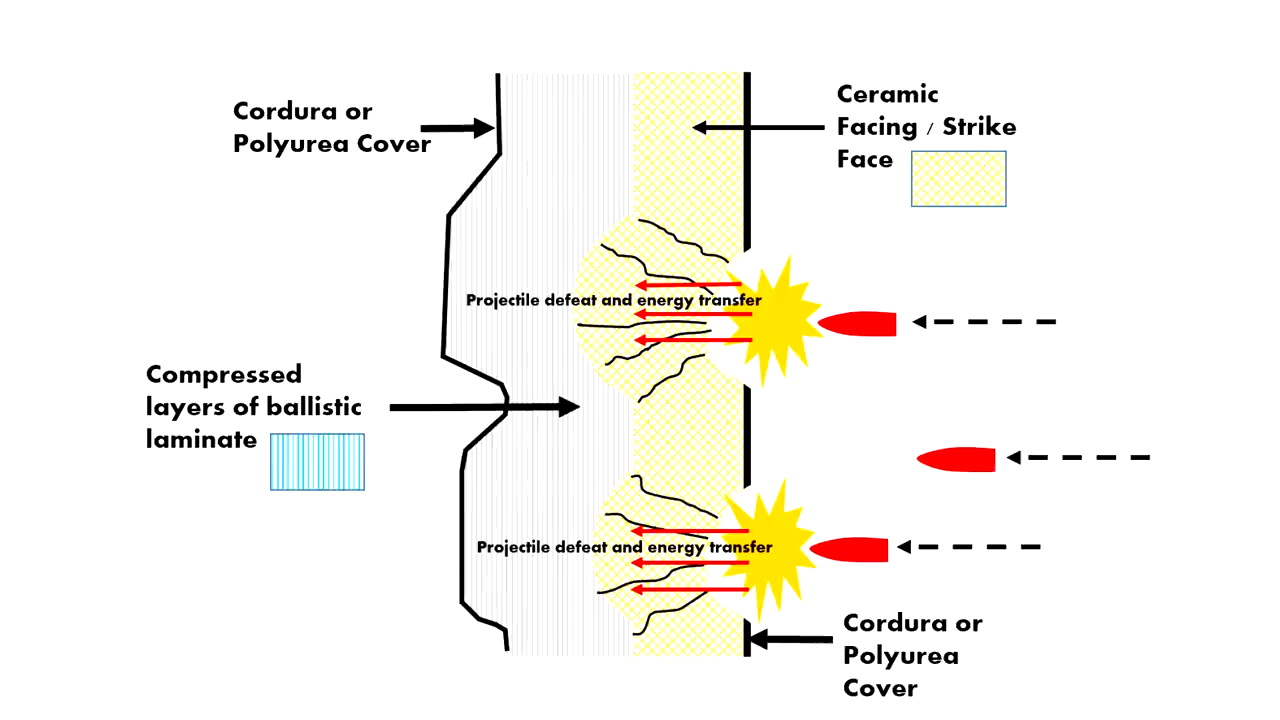 Cordura or
Polyurea Cover
Ceramic
Facing / Strike
Face
Projectile defeat and energy transfer
Compressed
layers of ballistic
laminate
Projectile defeat and energy transfer
Cordura or
Polyurea
Cover